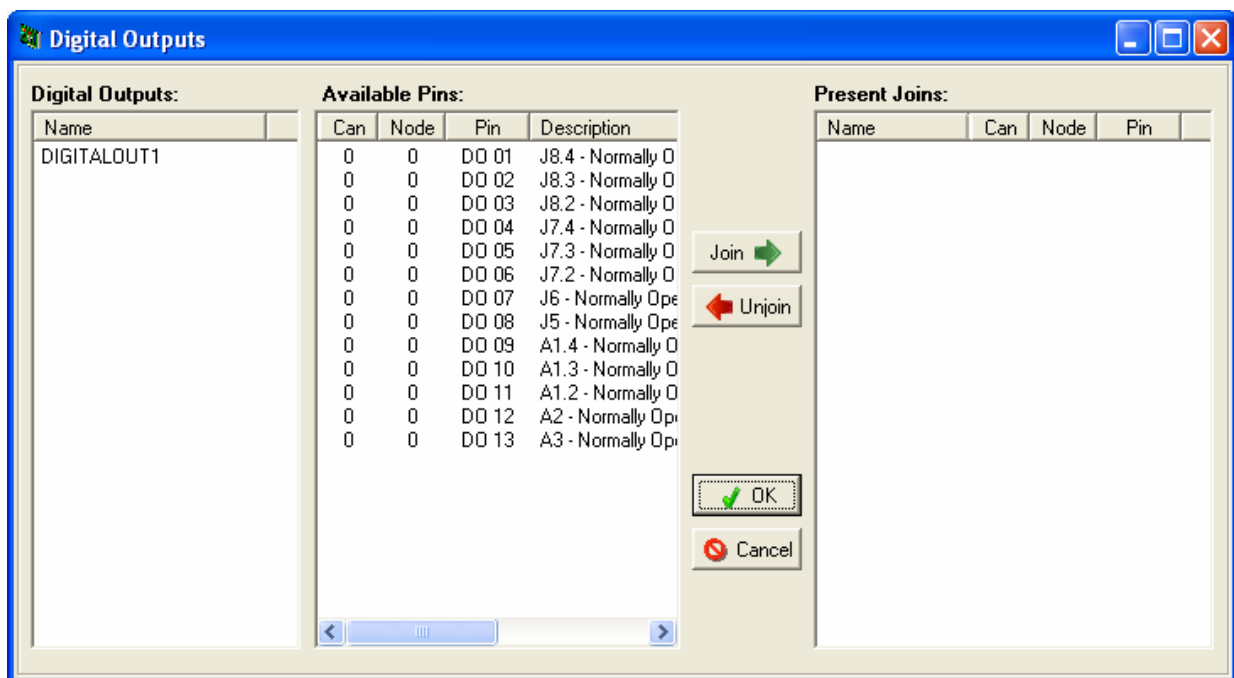 Digital Outputs
Digital Outputs:
Name
DIGITALOUT1
Available Pins:
Can Node Pin Description
0 0 DO 01 J8.4 - Normally O
0 0 DO 02 J8.3 - Normally O
0 0 DO 03 J8.2 - Normally O
0 0 DO 04 J7.4 - Normally O
0 0 DO 05 J7.3 - Normally O
0 0 DO 06 J7.2 - Normally O
0 0 DO 07 J6 - Normally Ope
0 0 DO 08 J5 - Normally Ope
0 0 DO 09 A1.4 - Normally O
0 0 DO 10 A1.3 - Normally O
0 0 DO 11 A1.2 - Normally O
0 0 DO 12 A2 - Normally Op
0 0 DO 13 A3 - Normally Op
Join
Unjoin
OK
Cancel
Present Joins:
Name Can Node Pin